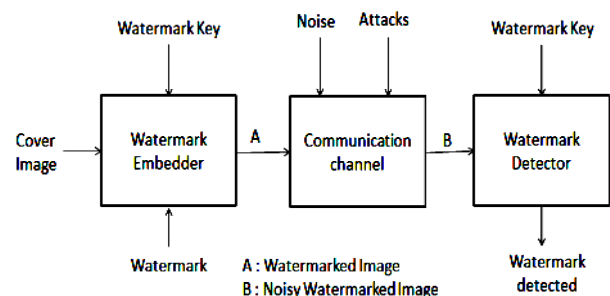 Watermark Key
Noise
Attacks
Watermark Key
Cover
Image
Watermark
Embedder
A
Communication
channel
B
Watermark
Detector
Watermark
A : Watermarked Image
B : Noisy Watermarked Image
Watermark
detected